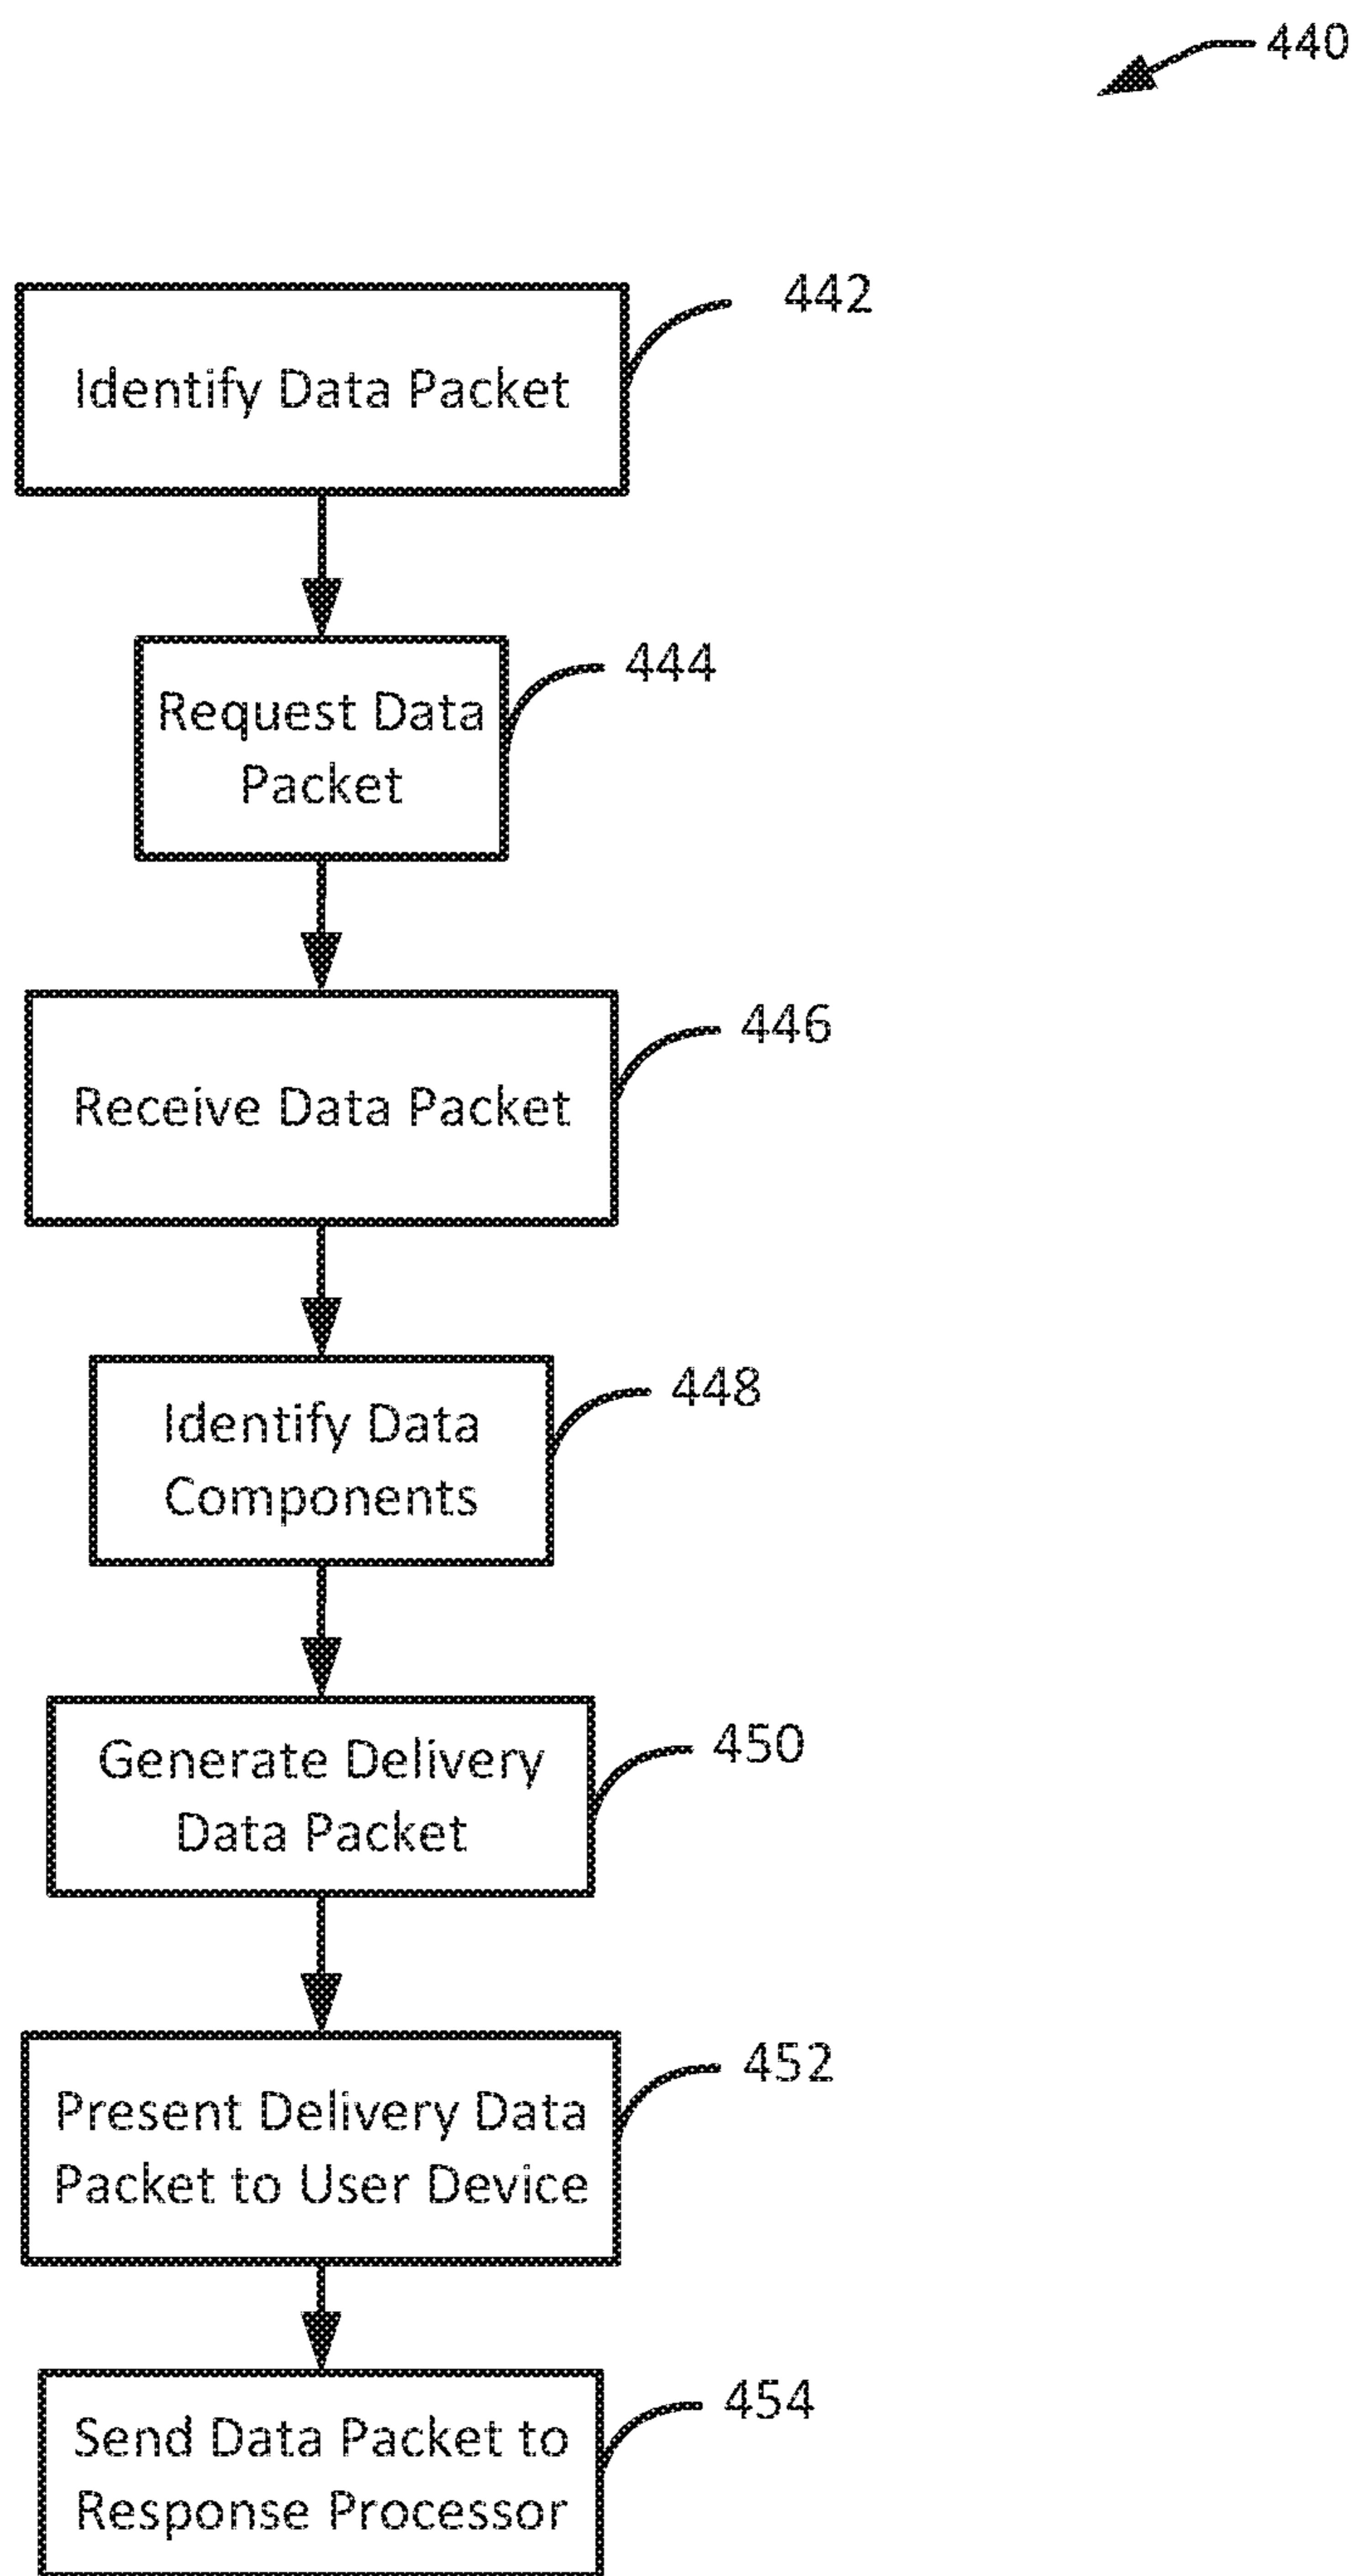 440
442
Identify Data Packet
444
Request Data
Packet
446
Receive Data Packet
448
Identify Data
Components
450
Generate Delivery
Data Packet
452
Present Delivery Data
Packet to User Device
454
Send Data Packet to
Response Processor